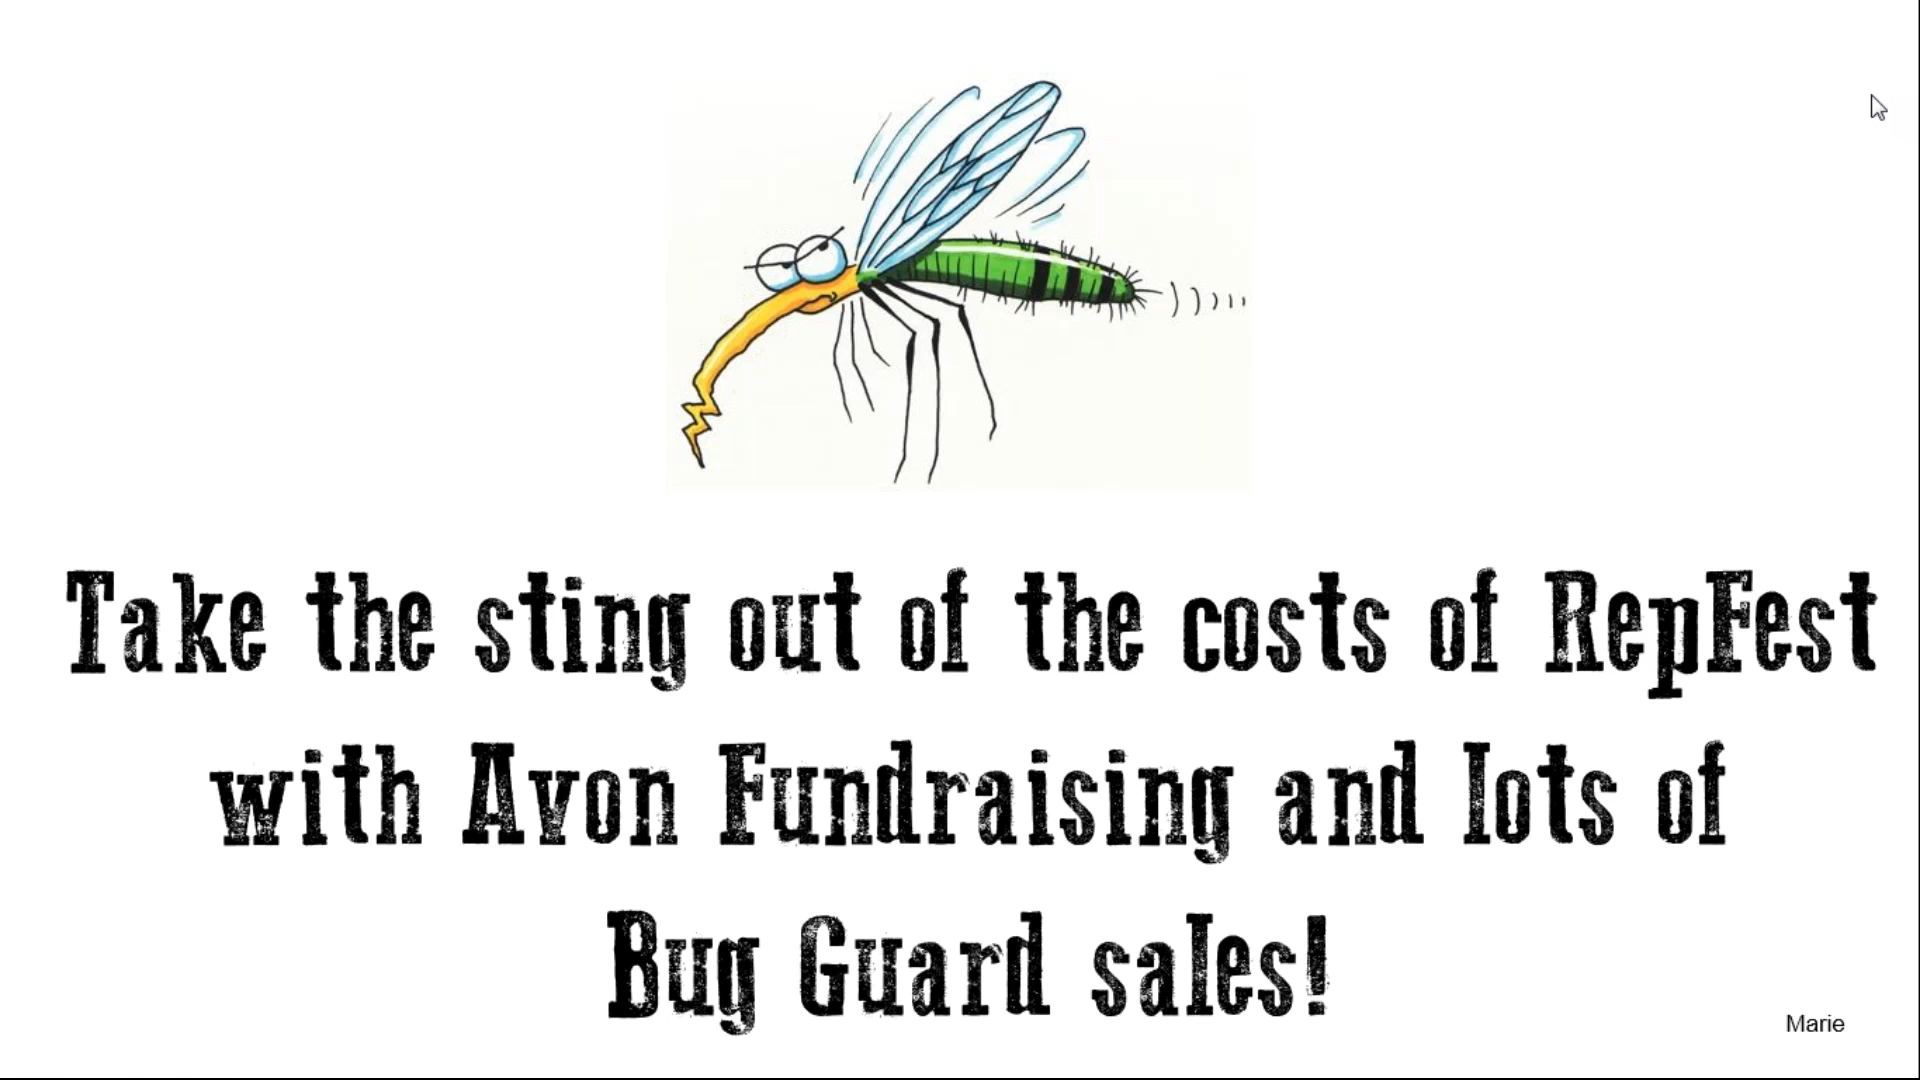 Take the sting out of the costs of RepFest
with Avon Fundraising and lots of
Bug Guard sales!
Marie